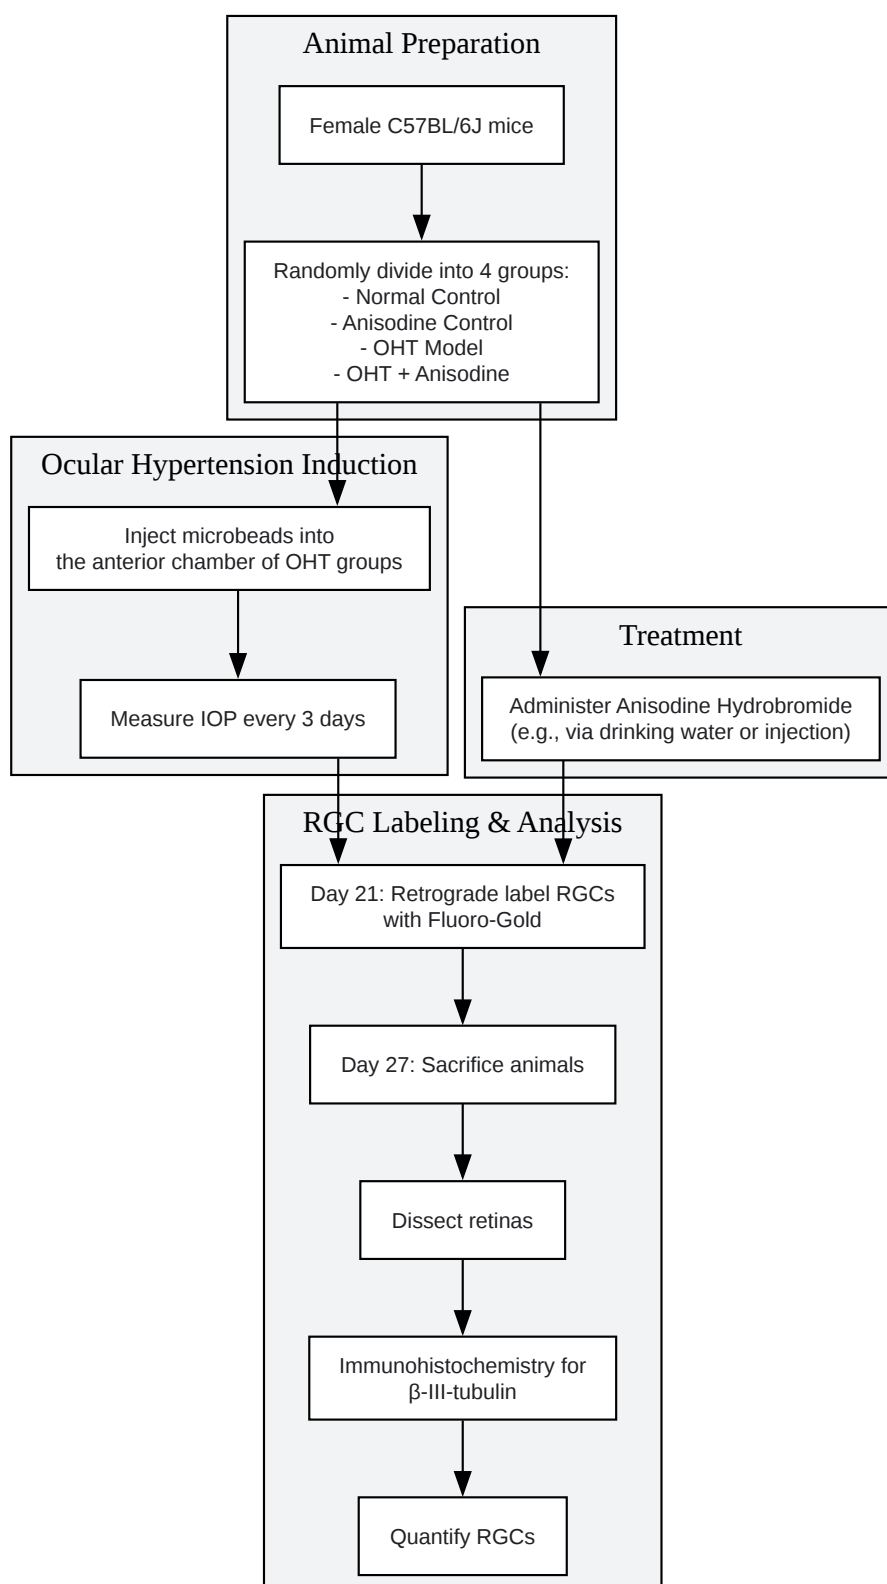 Animal Preparation
Female C57BL/6J mice
Randomly divide into 4 groups:
- Normal Control
- Anisodine Control
- OHT Model
- OHT + Anisodine
Ocular Hypertension Induction
Inject microbeads into
the anterior chamber of OHT groups
Measure IOP every 3 days
Treatment
Administer Anisodine Hydrobromide
(e.g., via drinking water or injection)
RGC Labeling & Analysis
Day 21: Retrograde label RGCs
with Fluoro-Gold
Day 27: Sacrifice animals
Dissect retinas
Immunohistochemistry for
β-III-tubulin
Quantify RGCs